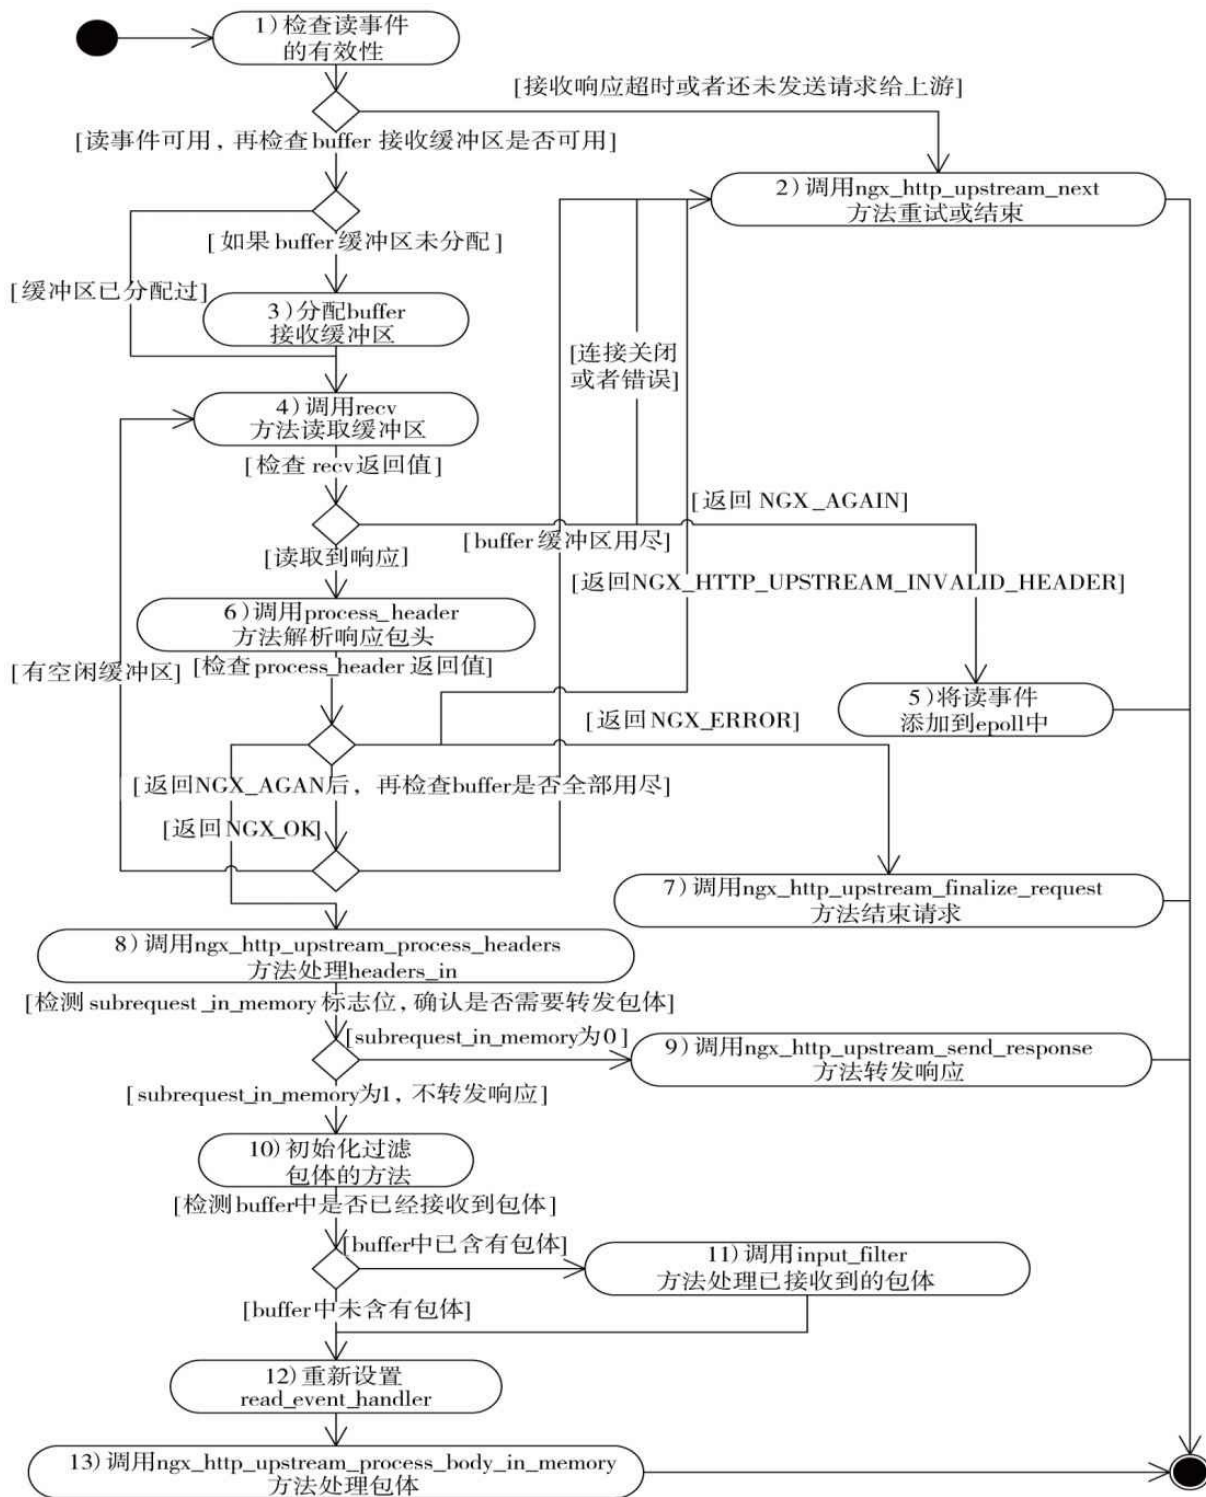 1)检查读事件
的有效性
[接收响应超时或者还未发送请求给上游]
[读事件可用，再检查buffer 接收缓冲区是否可用]
2)调用ngx_http_upstream_next
方法重试或结束
[如果buffer缓冲区未分配]
[缓冲区已分配过]
3)分配buffer
接收缓冲区
[连接关闭
或者错误]
4)调用recv
方法读取缓冲区
[检查 recv返回值]
[返回 NGX_AGAIN]
[buffer 缓冲区用尽]
[读取到响应]
[返回NGX_HTTP_UPSTREAM_INVALID_HEADER]
6)调用process_header
方法解析响应包头
[有空闲缓冲区]
[检查process_header 返回值]
5)将读事件
添加到epoll中
[返回NGX_ERROR]
[返回NGX_AGAN后，再检查buffer是否全部用尽]
[返回NGX_OK]
7)调用ngx_http_upstream_finalize_request
方法结束请求
8)调用ngx_http_upstream_process_headers
方法处理headers_in
[检测 subrequest_in_memory标志位，确认是否需要转发包体]
[subrequest_in_memory为0]
9)调用ngx_http_upstream_send_response
方法转发响应
[subrequest_in_memory为1，不转发响应]
10)初始化过滤
包体的方法
[检测buffer中是否已经接收到包体]
[buffer中已含有包体]
11)调用input_filter
方法处理已接收到的包体
[buffer中未含有包体]
12)重新设置
read_event_handler
13)调用ngx_http_upstream_process_body_in_memory
方法处理包体